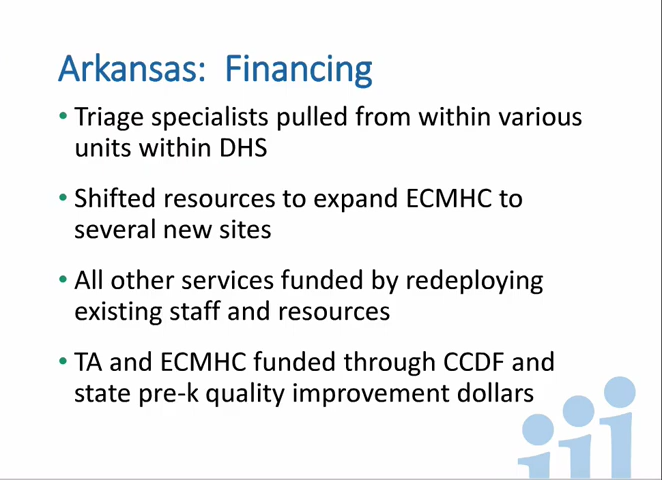 Arkansas:  Financing
• Triage specialists pulled from within various
units within DHS
• Shifted resources to expand ECMHC to
several new sites
• All other services funded by redeploying
existing staff and resources
• TA and ECMHC funded through CCDF and
state pre-k quality improvement dollars